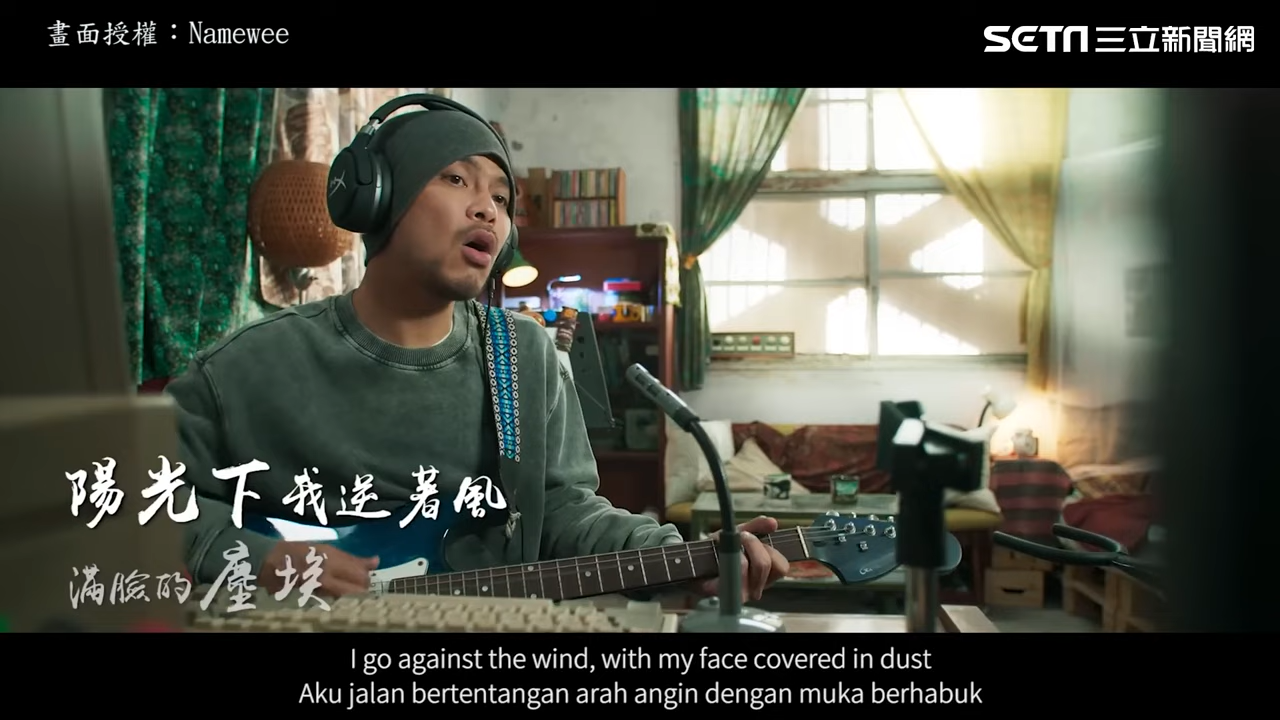 畫面授權：Namewee
SETN三立新聞網
陽光下我逆著風
滿臉的塵埃
I go against the wind, with my face covered in dust
Aku jalan bertentangan arah angin dengan muka berhabuk